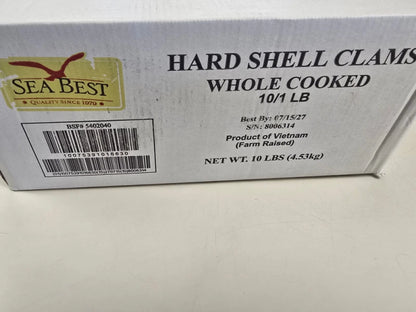 SEA BEST
QUALITY SINCE 1979
HARD SHELL CLAMS
WHOLE COOKED
10/1 LB
Best By: 07/15/27
S/N: 8006314
Product of Vietnam
(Farm Raised)
NET WT. 10 LBS (4.53kg)
BSF# 5402040
10075391016630